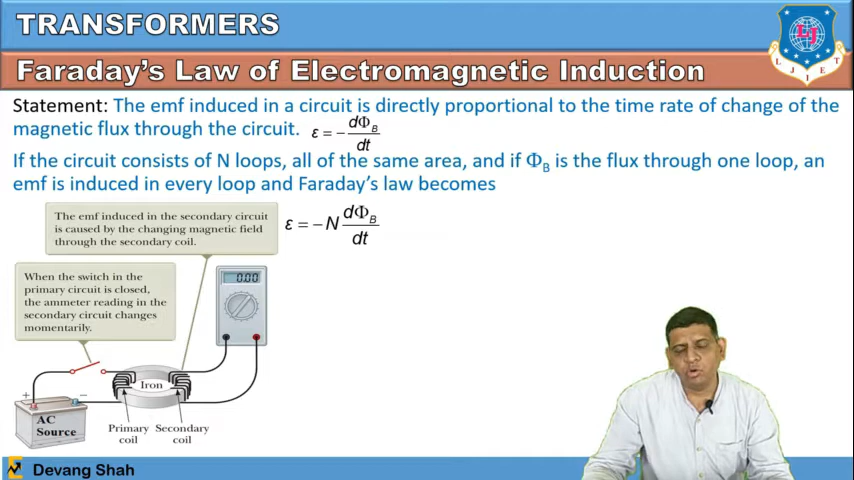 TRANSFORMERS
LJ
LJIET
Faraday's Law of Electromagnetic Induction
Statement: The emf induced in a circuit is directly proportional to the time rate of change of the
magnetic flux through the circuit. ε = − dΦB/dt
If the circuit consists of N loops, all of the same area, and if ΦB is the flux through one loop, an
emf is induced in every loop and Faraday's law becomes
ε = −N dΦB/dt
The emf induced in the secondary circuit
is caused by the changing magnetic field
through the secondary coil.
When the switch in the
primary circuit is closed,
the ammeter reading in the
secondary circuit changes
momentarily.
0.00
Iron
+ −
AC
Source
Primary
coil
Secondary
coil
Devang Shah